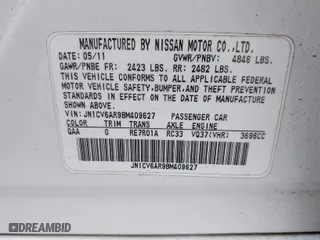 MANUFACTURED BY NISSAN MOTOR CO.,LTD.
DATE: 05/11 GVWR/PNBV: 4846 LBS.
GAWR/PNBE FR: 2423 LBS. RR: 2482 LBS.
THIS VEHICLE CONFORMS TO ALL APPLICABLE FEDERAL
MOTOR VEHICLE SAFETY, BUMPER, AND THEFT PREVENTION
STANDARDS IN EFFECT ON THE DATE OF
MANUFACTURE SHOWN ABOVE.
VIN: JN1CV6AR9BM409627 PASSENGER CAR
COLOR TRIM TRANS AXLE ENGINE
QAA G RE7R01A RC33 VQ37(VHR) 3696CC
JN1CV6AR9BM409627
© DEALERSHIP
AutoBidMaster